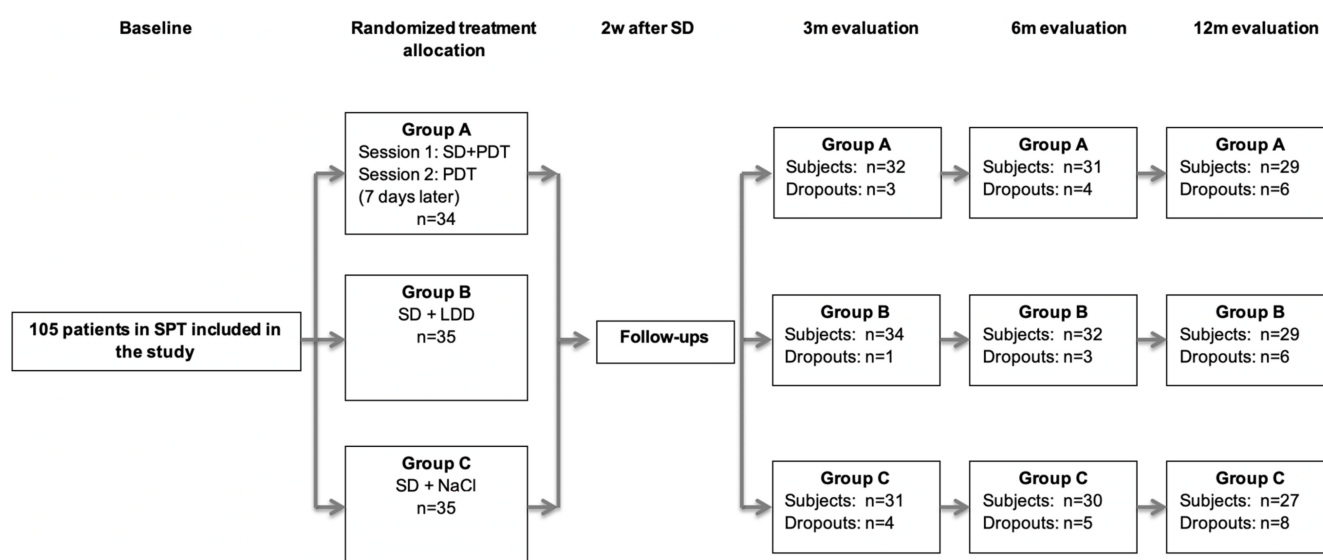 Baseline
Randomized treatment
allocation
2w after SD
3m evaluation
6m evaluation
12m evaluation
105 patients in SPT included in
the study
Group A
Session 1: SD+PDT
Session 2: PDT
(7 days later)
n=34
Group B
SD + LDD
n=35
Group C
SD + NaCl
n=35
Follow-ups
Group A
Subjects: n=32
Dropouts: n=3
Group A
Subjects: n=31
Dropouts: n=4
Group A
Subjects: n=29
Dropouts: n=6
Group B
Subjects: n=34
Dropouts: n=1
Group B
Subjects: n=32
Dropouts: n=3
Group B
Subjects: n=29
Dropouts: n=6
Group C
Subjects: n=31
Dropouts: n=4
Group C
Subjects: n=30
Dropouts: n=5
Group C
Subjects: n=27
Dropouts: n=8